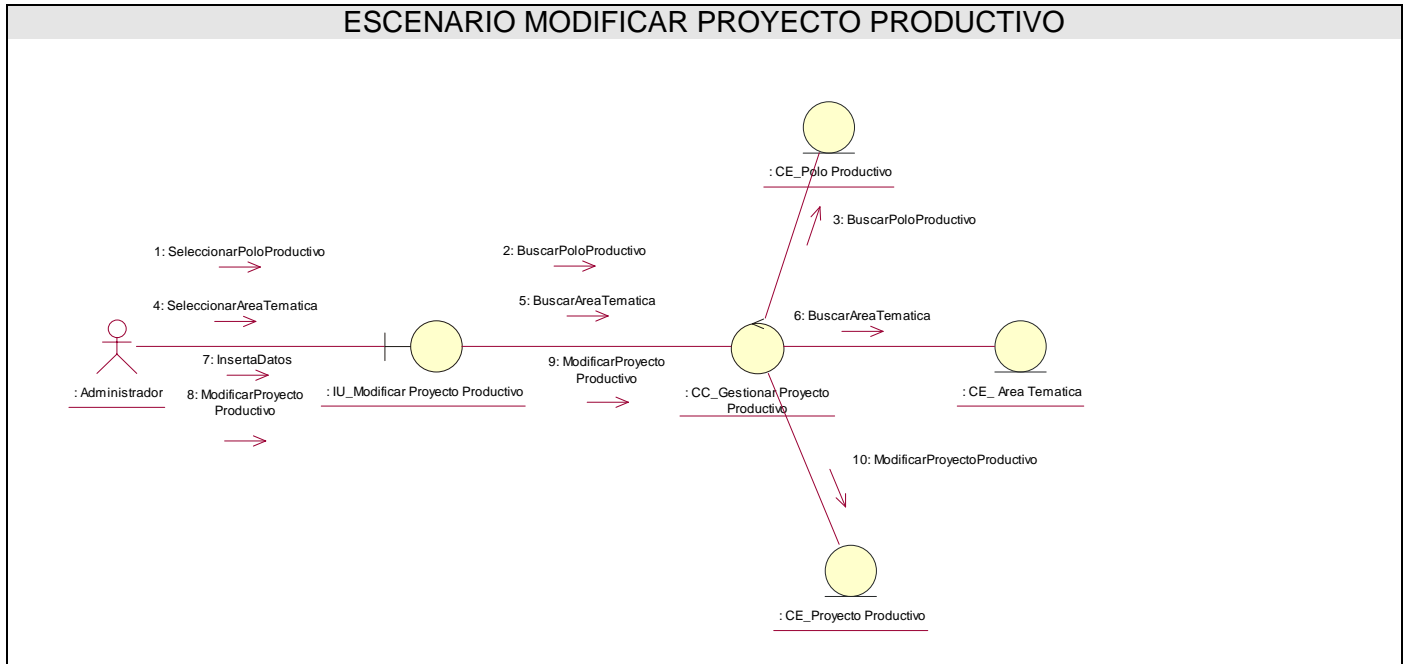 ESCENARIO MODIFICAR PROYECTO PRODUCTIVO
: CE_Polo Productivo
3: BuscarPoloProductivo
1: SeleccionarPoloProductivo
2: BuscarPoloProductivo
4: SeleccionarAreaTematica
5: BuscarAreaTematica
6: BuscarAreaTematica
7: InsertaDatos
8: ModificarProyecto
Productivo
9: ModificarProyecto
Productivo
: Administrador
: IU_Modificar Proyecto Productivo
: CC_Gestionar Proyecto
Productivo
: CE_ Area Tematica
10: ModificarProyectoProductivo
: CE_Proyecto Productivo